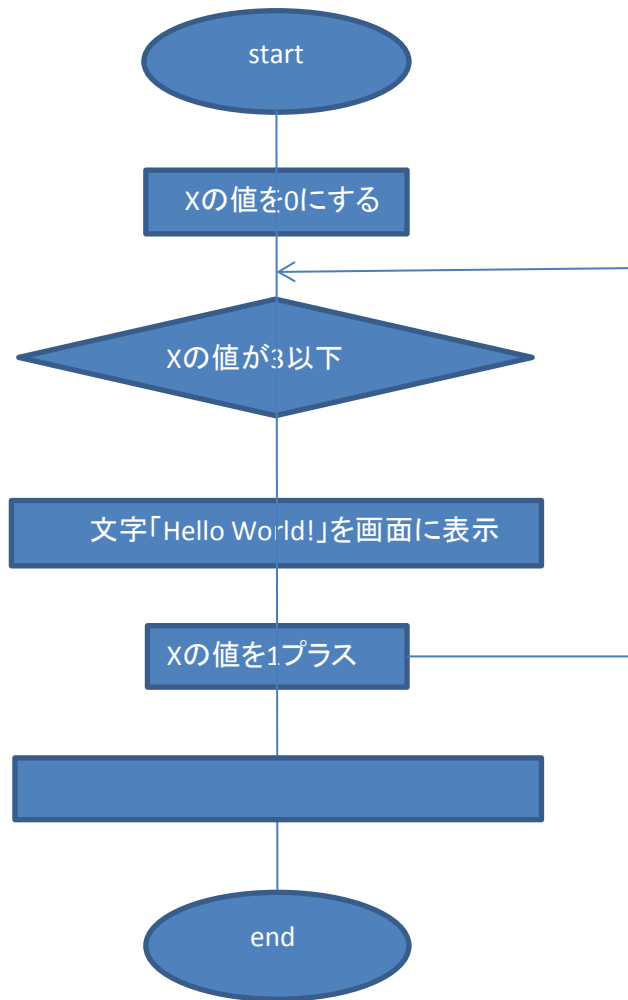 start
Xの値を0にする
Xの値が3以下
文字「Hello World!」を画面に表示
Xの値を1プラス
end